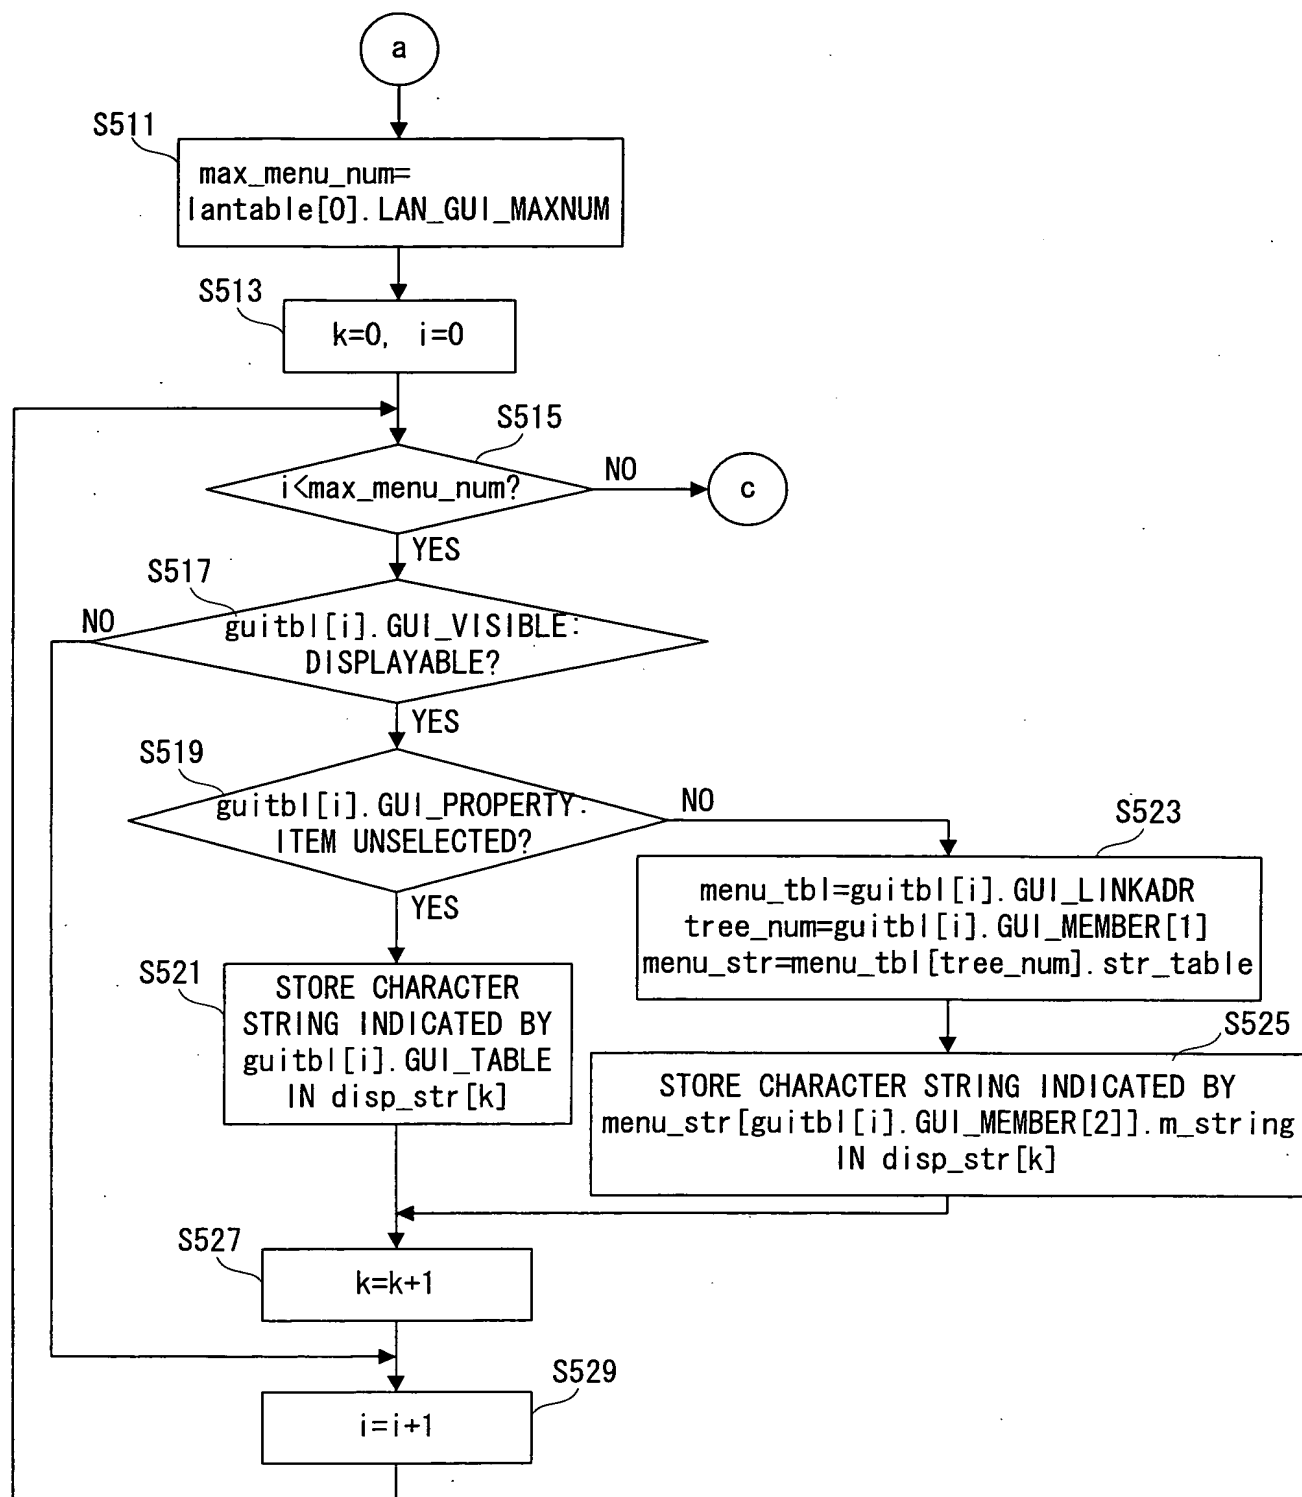 a
S511
max_menu_num=
lantable[0].LAN_GUI_MAXNUM
S513
k=0, i=0
S515
i<max_menu_num?
NO
c
YES
S517
NO
guitbl[i].GUI_VISIBLE:
DISPLAYABLE?
YES
S519
guitbl[i].GUI_PROPERTY:
ITEM UNSELECTED?
NO
YES
S523
menu_tbl=guitbl[i].GUI_LINKADR
tree_num=guitbl[i].GUI_MEMBER[1]
menu_str=menu_tbl[tree_num].str_table
S521
STORE CHARACTER
STRING INDICATED BY
guitbl[i].GUI_TABLE
IN disp_str[k]
S525
STORE CHARACTER STRING INDICATED BY
menu_str[guitbl[i].GUI_MEMBER[2]].m_string
IN disp_str[k]
S527
k=k+1
S529
i=i+1